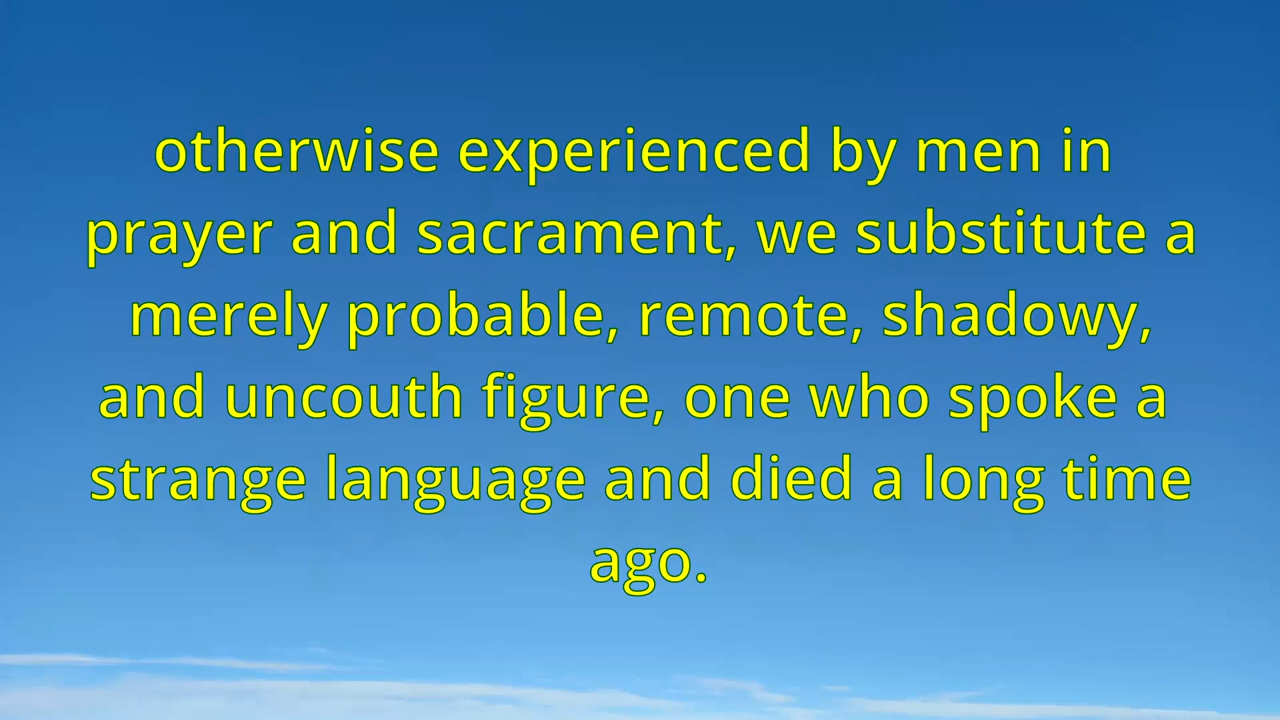 otherwise experienced by men in
prayer and sacrament, we substitute a
merely probable, remote, shadowy,
and uncouth figure, one who spoke a
strange language and died a long time
ago.